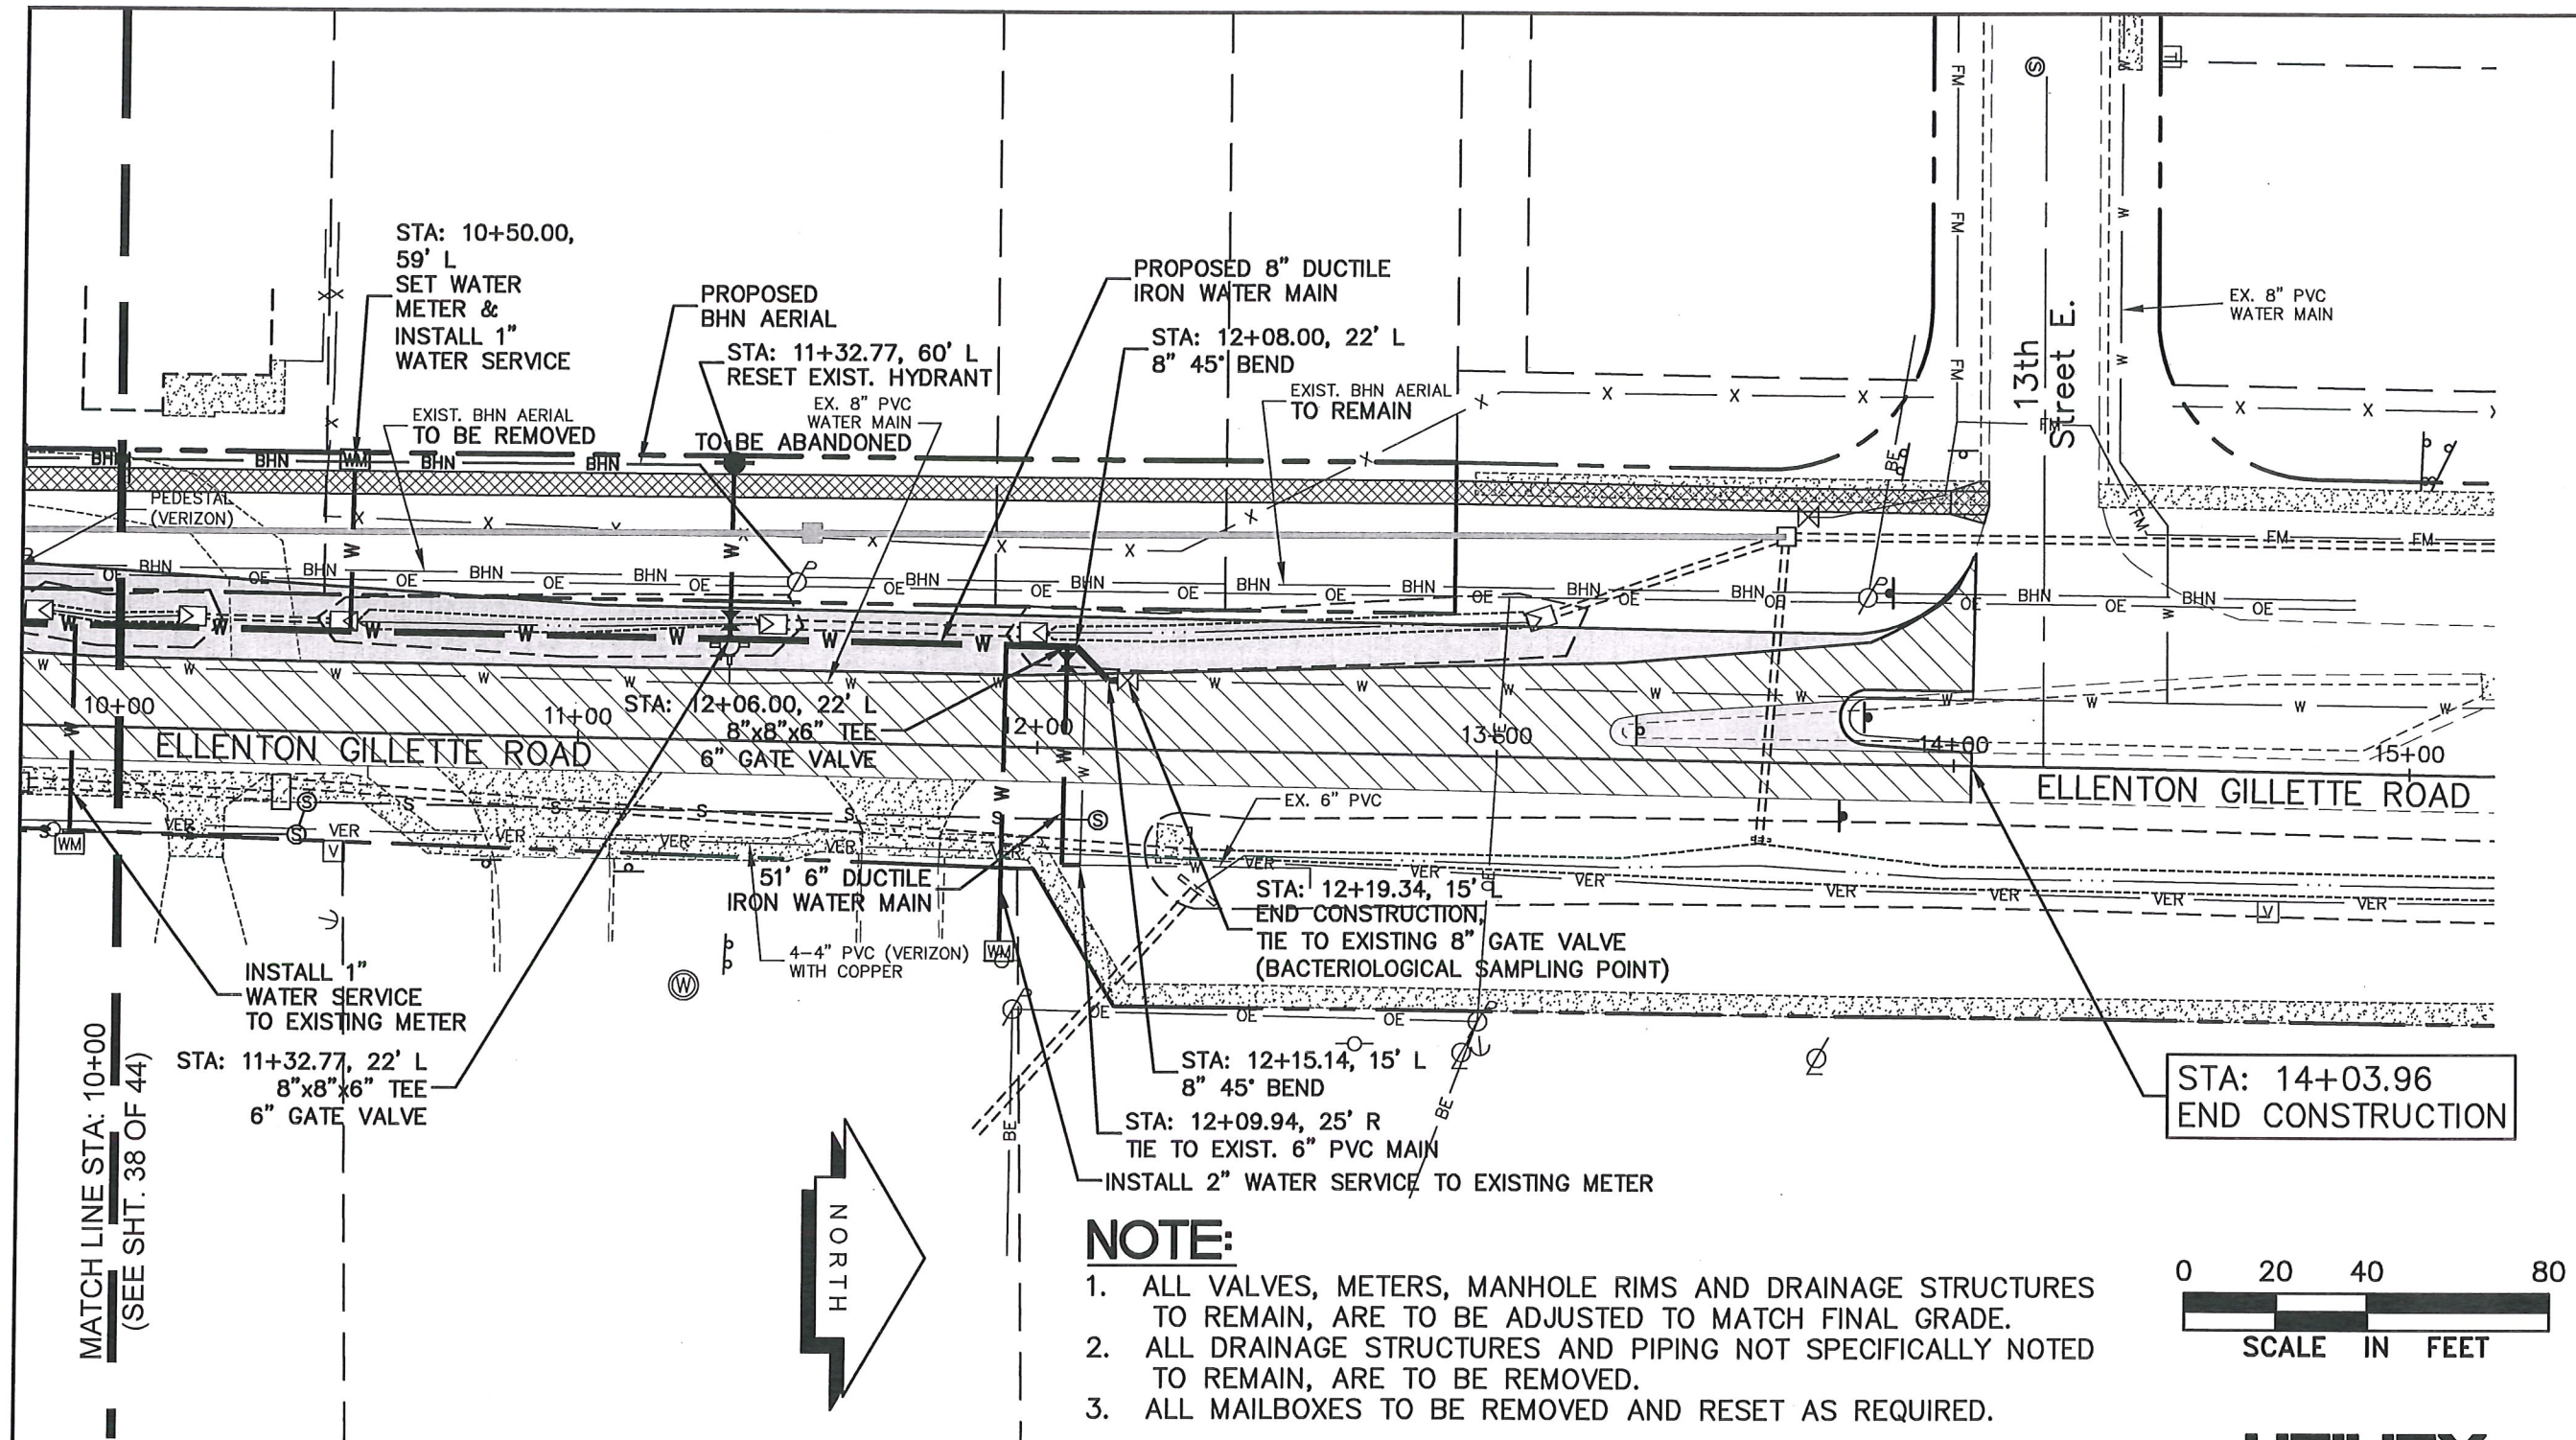 STA: 10+50.00,
59' L
SET WATER
METER &
INSTALL 1"
WATER SERVICE
PROPOSED
BHN AERIAL
STA: 11+32.77, 60' L
RESET EXIST. HYDRANT
EX. 8" PVC
WATER MAIN
TO BE ABANDONED
EXIST. BHN AERIAL
TO BE REMOVED
PROPOSED 8" DUCTILE
IRON WATER MAIN
STA: 12+08.00, 22' L
8" 45° BEND
EXIST. BHN AERIAL
TO REMAIN
13th
Street E.
EX. 8" PVC
WATER MAIN
PEDESTAL
(VERIZON)
10+00
11+00
12+00
13+00
14+00
15+00
STA: 12+06.00, 22' L
8"x8"x6" TEE
6" GATE VALVE
ELLENTON GILLETTE ROAD
ELLENTON GILLETTE ROAD
EX. 6" PVC
51' 6" DUCTILE
IRON WATER MAIN
STA: 12+19.34, 15' L
END CONSTRUCTION,
TIE TO EXISTING 8" GATE VALVE
(BACTERIOLOGICAL SAMPLING POINT)
4-4" PVC (VERIZON)
WITH COPPER
INSTALL 1"
WATER SERVICE
TO EXISTING METER
STA: 11+32.77, 22' L
8"x8"x6" TEE
6" GATE VALVE
STA: 12+15.14, 15' L
8" 45° BEND
STA: 12+09.94, 25' R
TIE TO EXIST. 6" PVC MAIN
INSTALL 2" WATER SERVICE TO EXISTING METER
STA: 14+03.96
END CONSTRUCTION
MATCH LINE STA: 10+00
(SEE SHT. 38 OF 44)
NORTH
NOTE:
1. ALL VALVES, METERS, MANHOLE RIMS AND DRAINAGE STRUCTURES
TO REMAIN, ARE TO BE ADJUSTED TO MATCH FINAL GRADE.
2. ALL DRAINAGE STRUCTURES AND PIPING NOT SPECIFICALLY NOTED
TO REMAIN, ARE TO BE REMOVED.
3. ALL MAILBOXES TO BE REMOVED AND RESET AS REQUIRED.
0 20 40 80
SCALE IN FEET